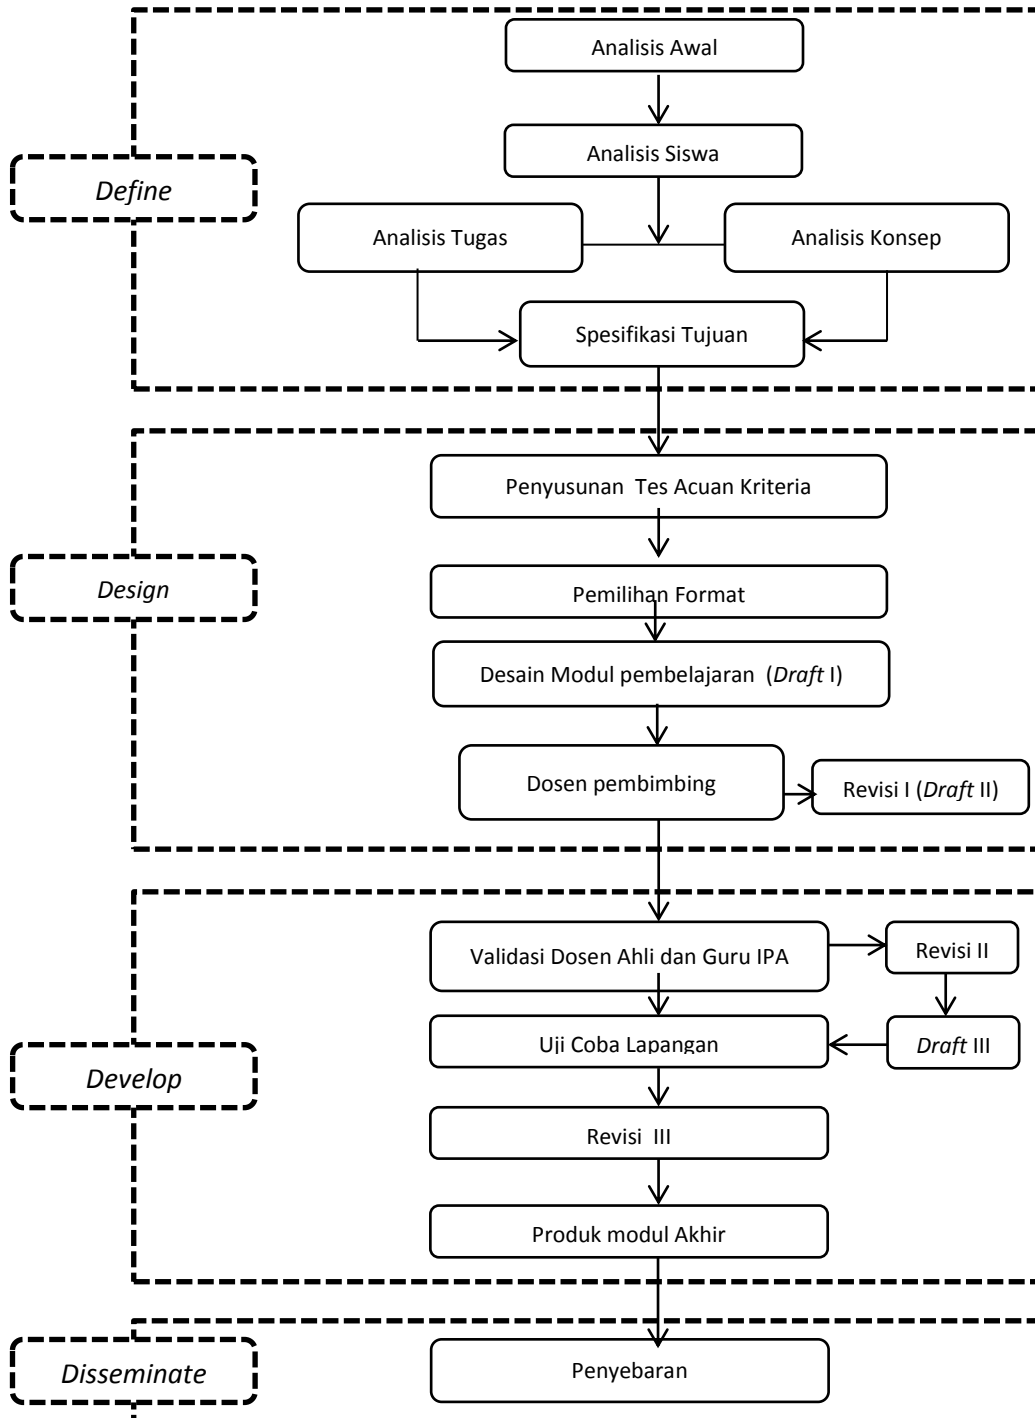 Analisis Awal
Analisis Siswa
Define
Analisis Tugas
Analisis Konsep
Spesifikasi Tujuan
Penyusunan Tes Acuan Kriteria
Design
Pemilihan Format
Desain Modul pembelajaran (Draft I)
Dosen pembimbing
Revisi I (Draft II)
Validasi Dosen Ahli dan Guru IPA
Revisi II
Uji Coba Lapangan
Draft III
Develop
Revisi III
Produk modul Akhir
Disseminate
Penyebaran